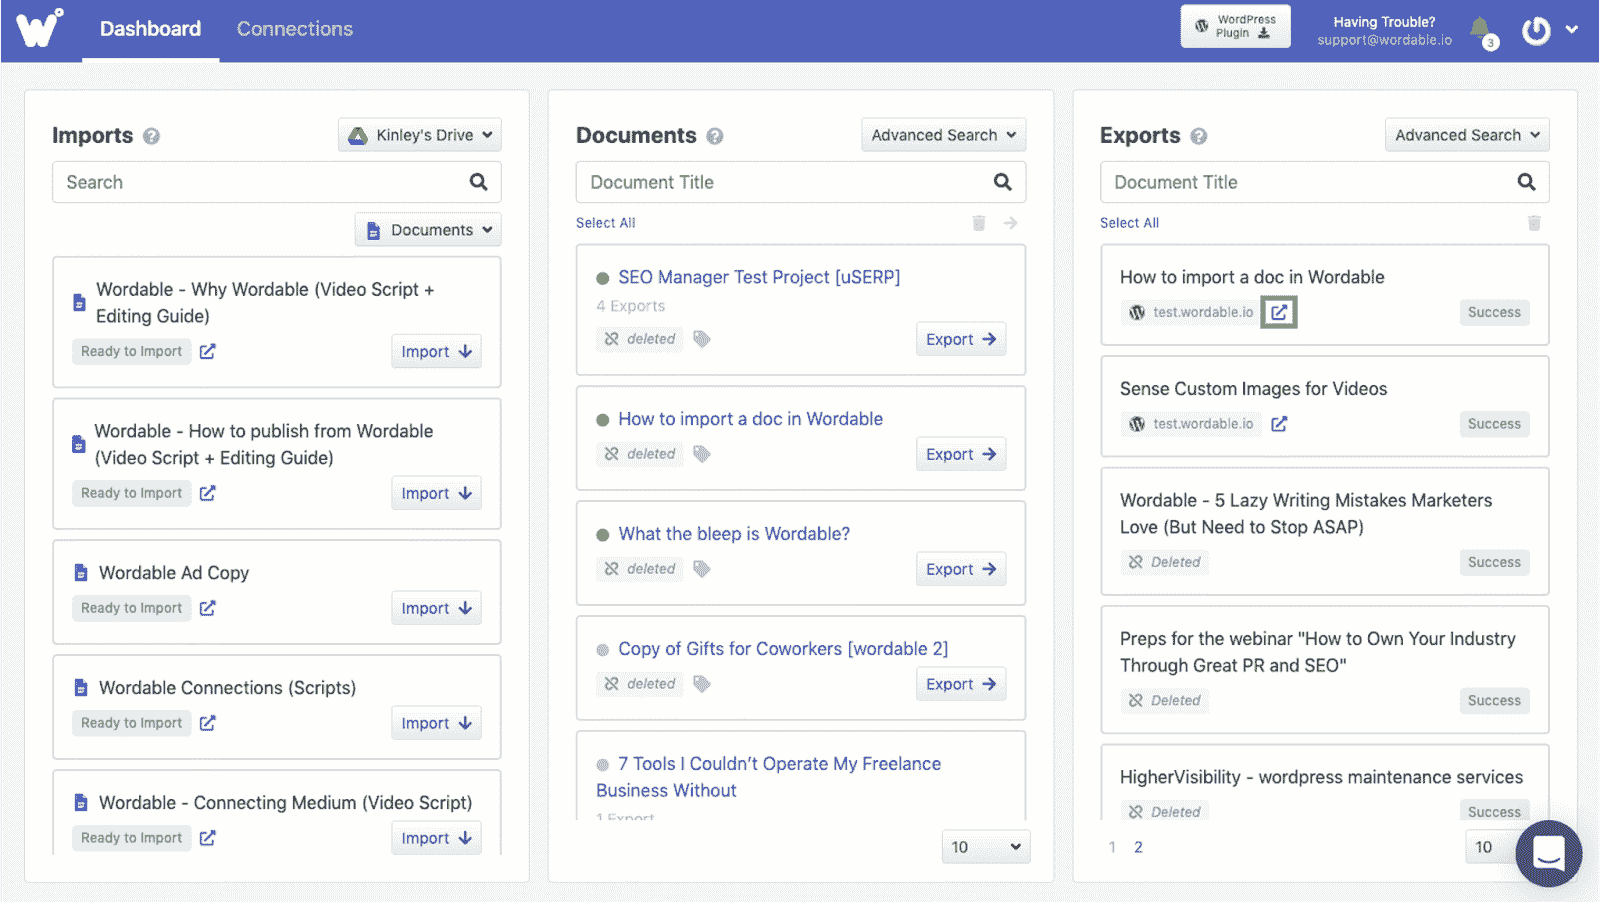 W
Dashboard
Connections
WordPress
Plugin
Having Trouble?
support@wordable.io
3
Imports
Kinley's Drive
Search
Documents
Wordable - Why Wordable (Video Script +
Editing Guide)
Ready to Import
Import
Wordable - How to publish from Wordable
(Video Script + Editing Guide)
Ready to Import
Import
Wordable Ad Copy
Ready to Import
Import
Wordable Connections (Scripts)
Ready to Import
Import
Wordable - Connecting Medium (Video Script)
Ready to Import
Import
Documents
Advanced Search
Document Title
Select All
SEO Manager Test Project [uSERP]
4 Exports
deleted
Export
How to import a doc in Wordable
deleted
Export
What the bleep is Wordable?
deleted
Export
Copy of Gifts for Coworkers [wordable 2]
deleted
Export
7 Tools I Couldn’t Operate My Freelance
Business Without
1 Export
10
Exports
Advanced Search
Document Title
Select All
How to import a doc in Wordable
test.wordable.io
Success
Sense Custom Images for Videos
test.wordable.io
Success
Wordable - 5 Lazy Writing Mistakes Marketers
Love (But Need to Stop ASAP)
Deleted
Success
Preps for the webinar "How to Own Your Industry
Through Great PR and SEO"
Deleted
Success
HigherVisibility - wordpress maintenance services
Deleted
Success
1 2
10